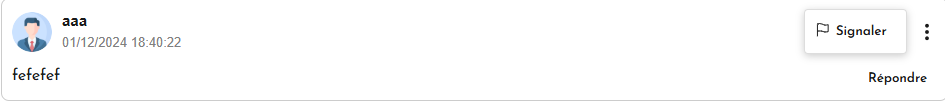 aaa
Signaler
01/12/2024 18:40:22
fefefef
Répondre